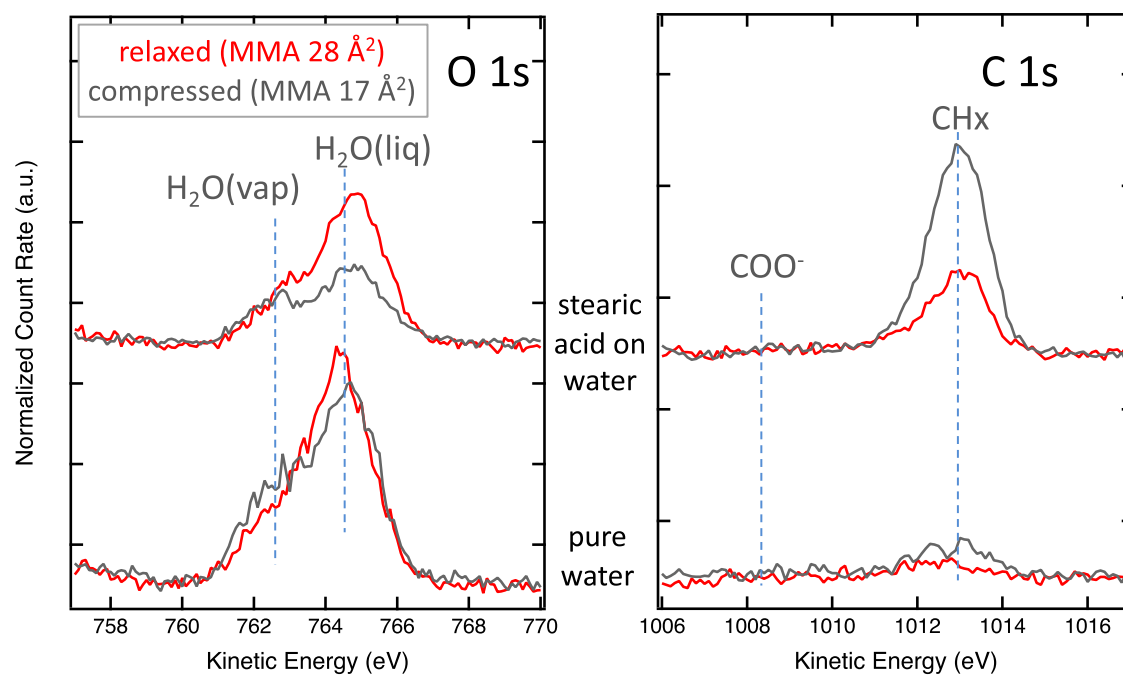 relaxed (MMA 28 Å²)
compressed (MMA 17 Å²)
O 1s
H₂O(vap)
H₂O(liq)
Normalized Count Rate (a.u.)
758 760 762 764 766 768 770
Kinetic Energy (eV)
stearic
acid on
water
pure
water
C 1s
CHx
COO⁻
1006 1008 1010 1012 1014 1016
Kinetic Energy (eV)